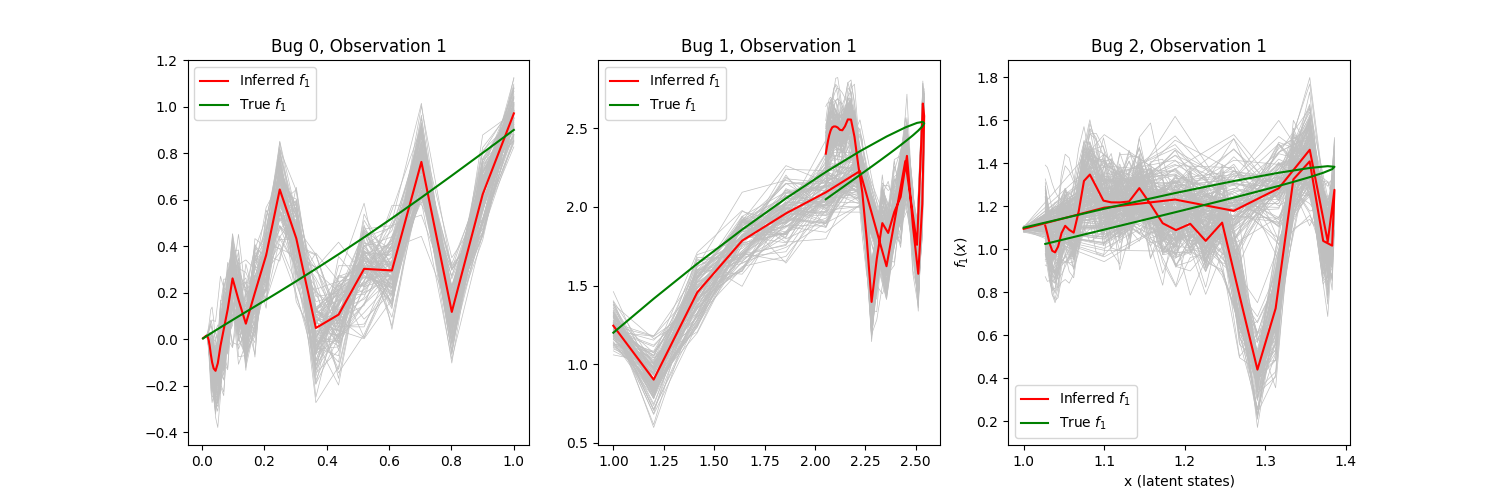 Bug 0, Observation 1
Inferred f₁
True f₁
1.2
1.0
0.8
0.6
0.4
0.2
0.0
−0.2
−0.4
0.0 0.2 0.4 0.6 0.8 1.0
Bug 1, Observation 1
Inferred f₁
True f₁
2.5
2.0
1.5
1.0
0.5
1.00 1.25 1.50 1.75 2.00 2.25 2.50
Bug 2, Observation 1
1.8
1.6
1.4
1.2
1.0
0.8
0.6
0.4
0.2
f₁(x)
Inferred f₁
True f₁
1.0 1.1 1.2 1.3 1.4
x (latent states)